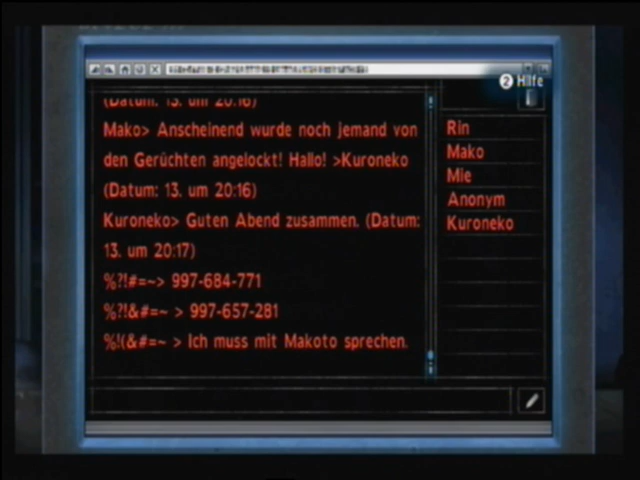 2 Hilfe
(Datum: 13. um 20:16)
Mako> Anscheinend wurde noch jemand von
den Gerüchten angelockt! Hallo! >Kuroneko
(Datum: 13. um 20:16)
Kuroneko> Guten Abend zusammen. (Datum:
13. um 20:17)
%?!#=~> 997-684-771
%?!&#=~ > 997-657-281
%!(&#=~ > Ich muss mit Makoto sprechen.
Rin
Mako
Mie
Anonym
Kuroneko